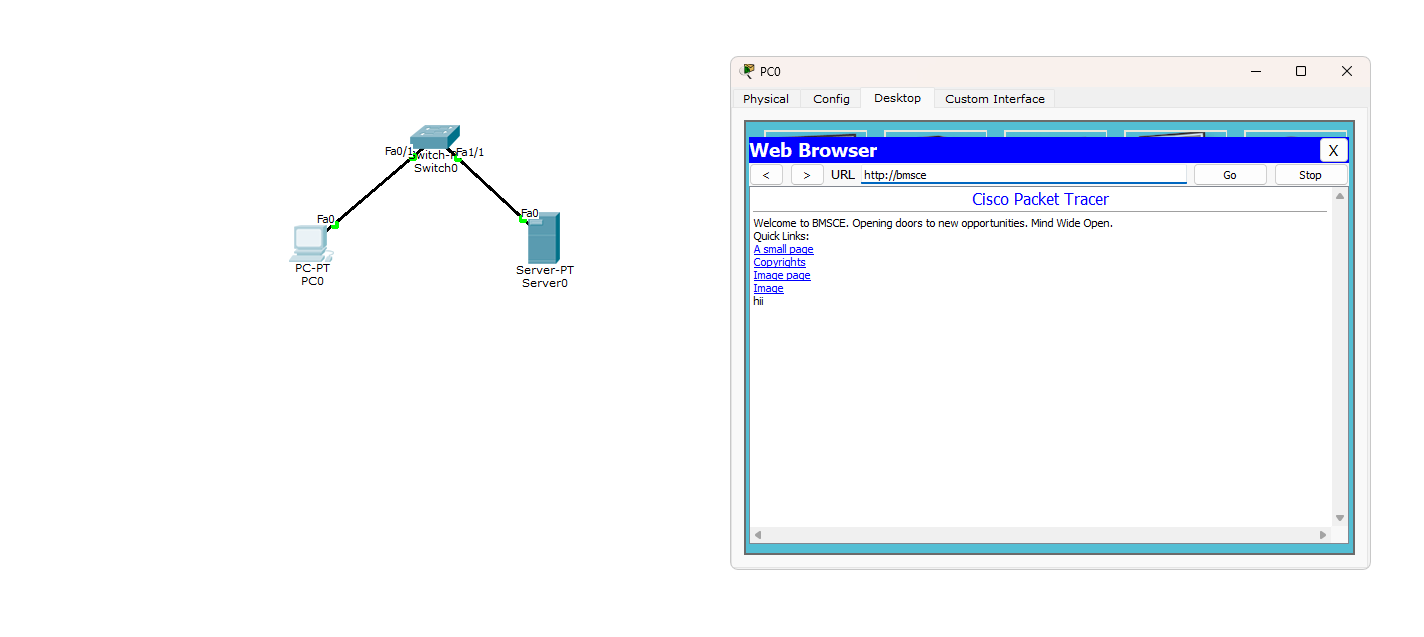 Fa0/1
witch-
Fa1/1
Switch0
Fa0
PC-PT
PC0
Fa0
Server-PT
Server0
PC0
Physical Config Desktop Custom Interface
Web Browser X
< > URL http://bmsce Go Stop
Cisco Packet Tracer
Welcome to BMSCE. Opening doors to new opportunities. Mind Wide Open.
Quick Links:
A small page
Copyrights
Image page
Image
hii